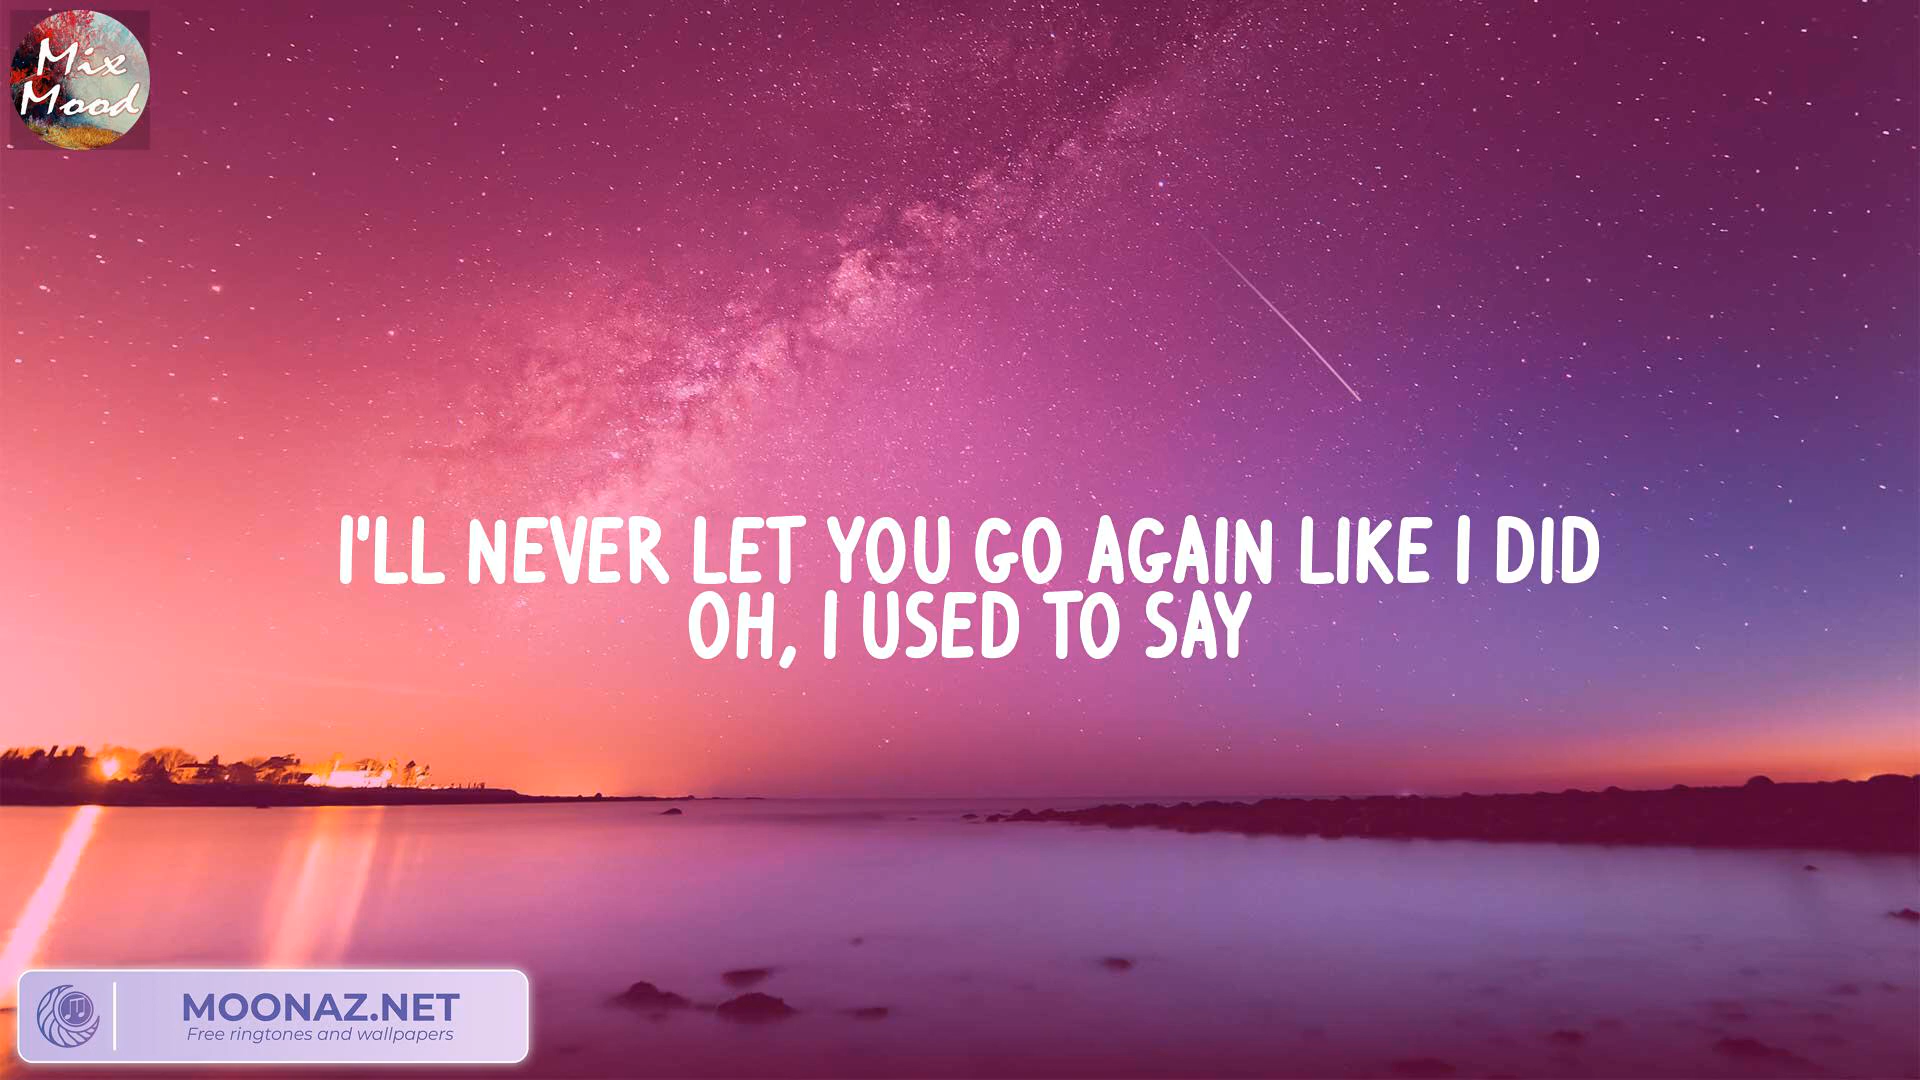 Mix
Mood
I'LL NEVER LET YOU GO AGAIN LIKE I DID
OH, I USED TO SAY
MOONAZ.NET
Free ringtones and wallpapers